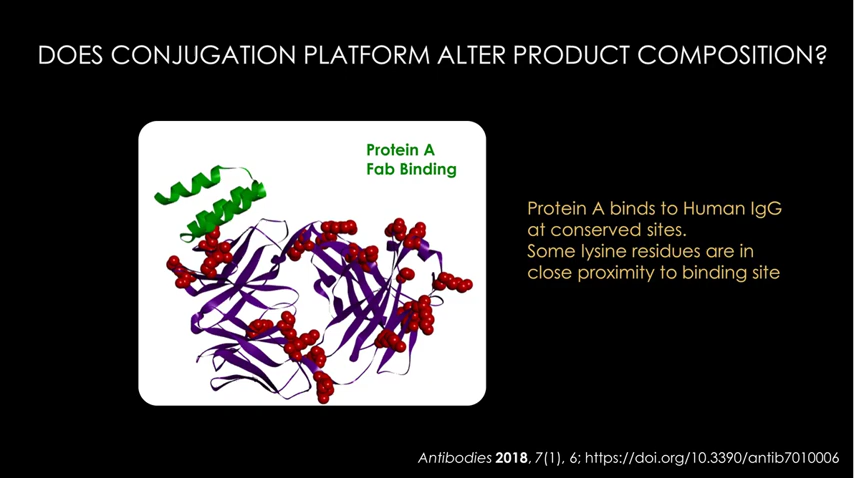 DOES CONJUGATION PLATFORM ALTER PRODUCT COMPOSITION?
Protein A
Fab Binding
Protein A binds to Human IgG
at conserved sites.
Some lysine residues are in
close proximity to binding site
Antibodies 2018, 7(1), 6; https://doi.org/10.3390/antib7010006